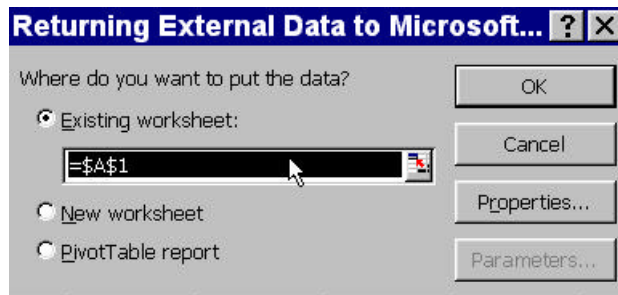 Returning External Data to Microsoft... ? ×
Where do you want to put the data?
OK
Existing worksheet:
Cancel
=$A$1
Properties...
New worksheet
PivotTable report
Parameters...